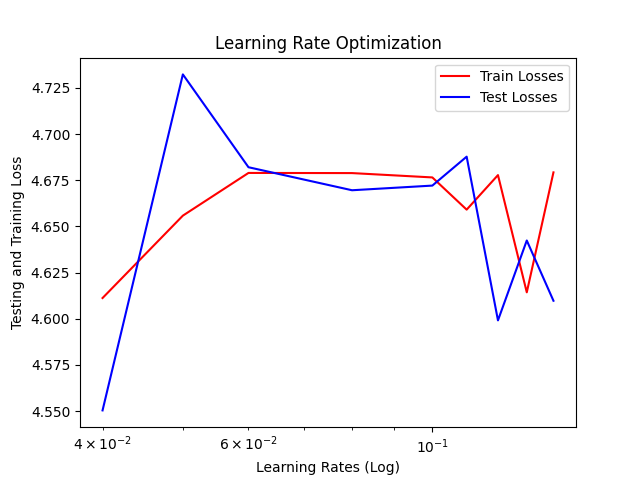 Learning Rate Optimization
Train Losses
Test Losses
Testing and Training Loss
4.725
4.700
4.675
4.650
4.625
4.600
4.575
4.550
4 × 10⁻²
6 × 10⁻²
10⁻¹
Learning Rates (Log)